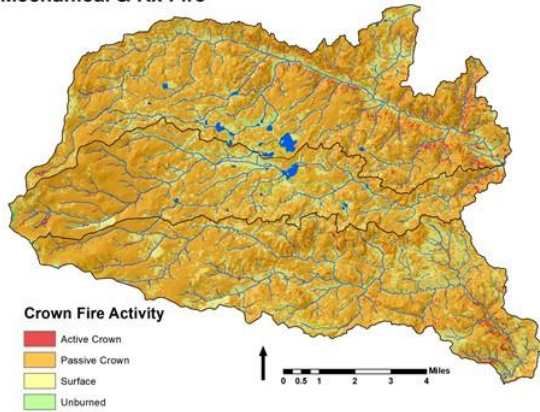 Mechanical & Rx Fire
Crown Fire Activity
Active Crown
Passive Crown
Surface
Unburned
Miles
0 0.5 1 2 3 4